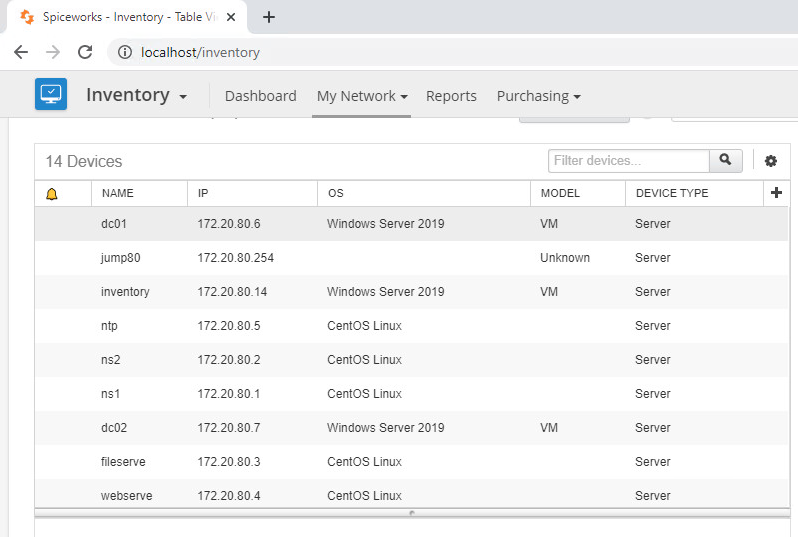 Spiceworks - Inventory - Table Vi
localhost/inventory
Inventory Dashboard My Network Reports Purchasing
14 Devices Filter devices...
NAME IP OS MODEL DEVICE TYPE
dc01 172.20.80.6 Windows Server 2019 VM Server
jump80 172.20.80.254 Unknown Server
inventory 172.20.80.14 Windows Server 2019 VM Server
ntp 172.20.80.5 CentOS Linux Server
ns2 172.20.80.2 CentOS Linux Server
ns1 172.20.80.1 CentOS Linux Server
dc02 172.20.80.7 Windows Server 2019 VM Server
fileserve 172.20.80.3 CentOS Linux Server
webserve 172.20.80.4 CentOS Linux Server